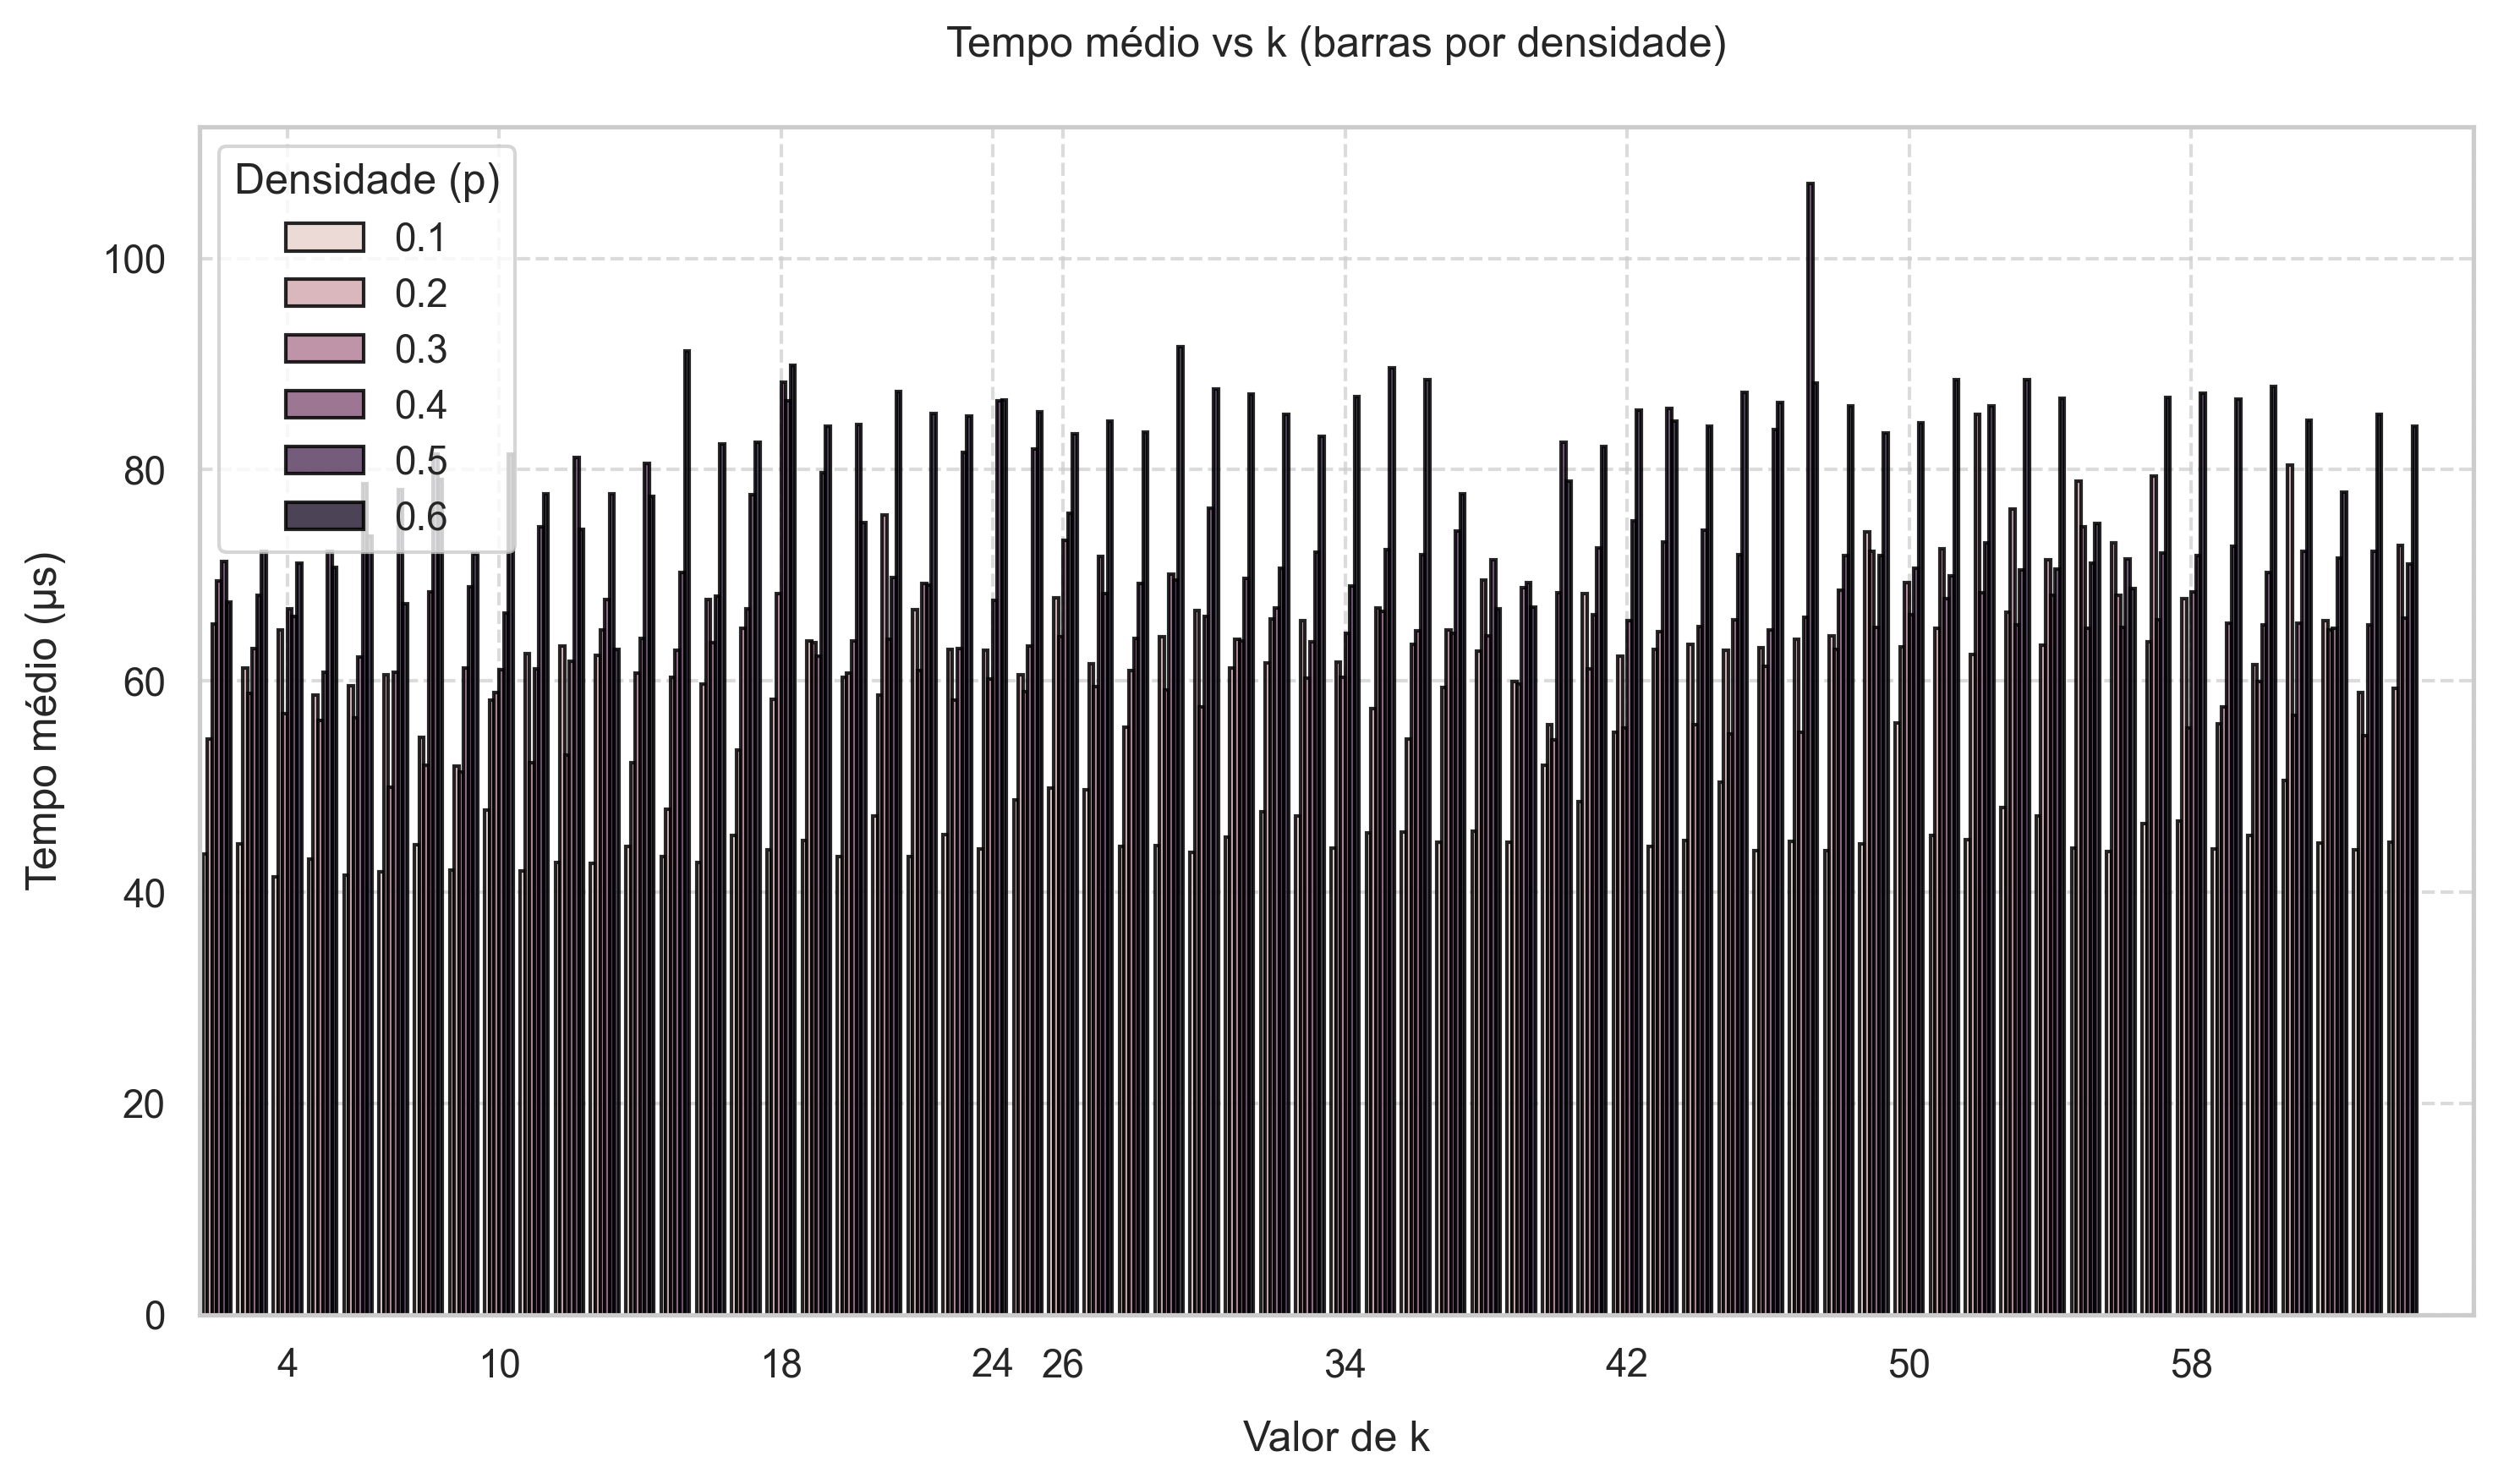 Tempo médio vs k (barras por densidade)
Densidade (p)
0.1
0.2
0.3
0.4
0.5
0.6
100
80
60
40
20
0
Tempo médio (µs)
4 10 18 24 26 34 42 50 58
Valor de k